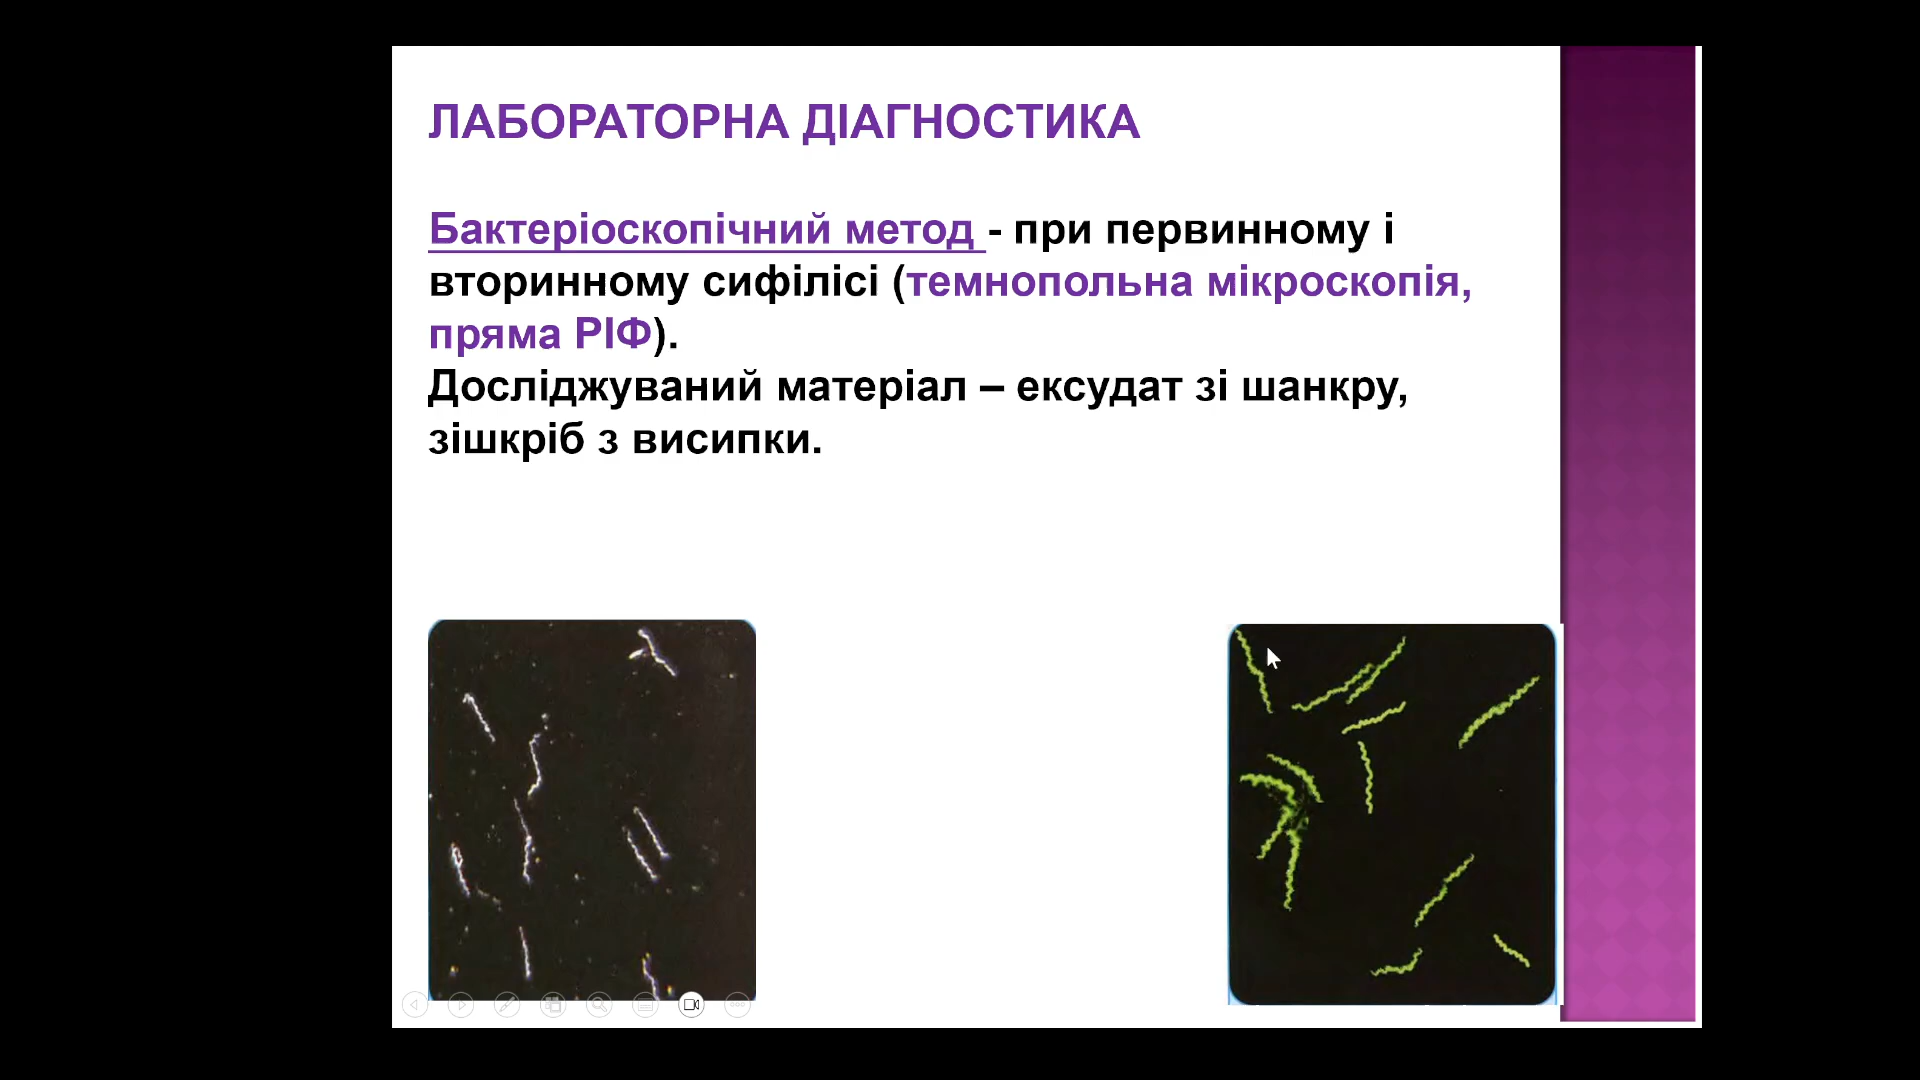 ЛАБОРАТОРНА ДІАГНОСТИКА
Бактеріоскопічний метод - при первинному і
вторинному сифілісі (темнопольна мікроскопія,
пряма РІФ).
Досліджуваний матеріал – ексудат зі шанкру,
зішкріб з висипки.